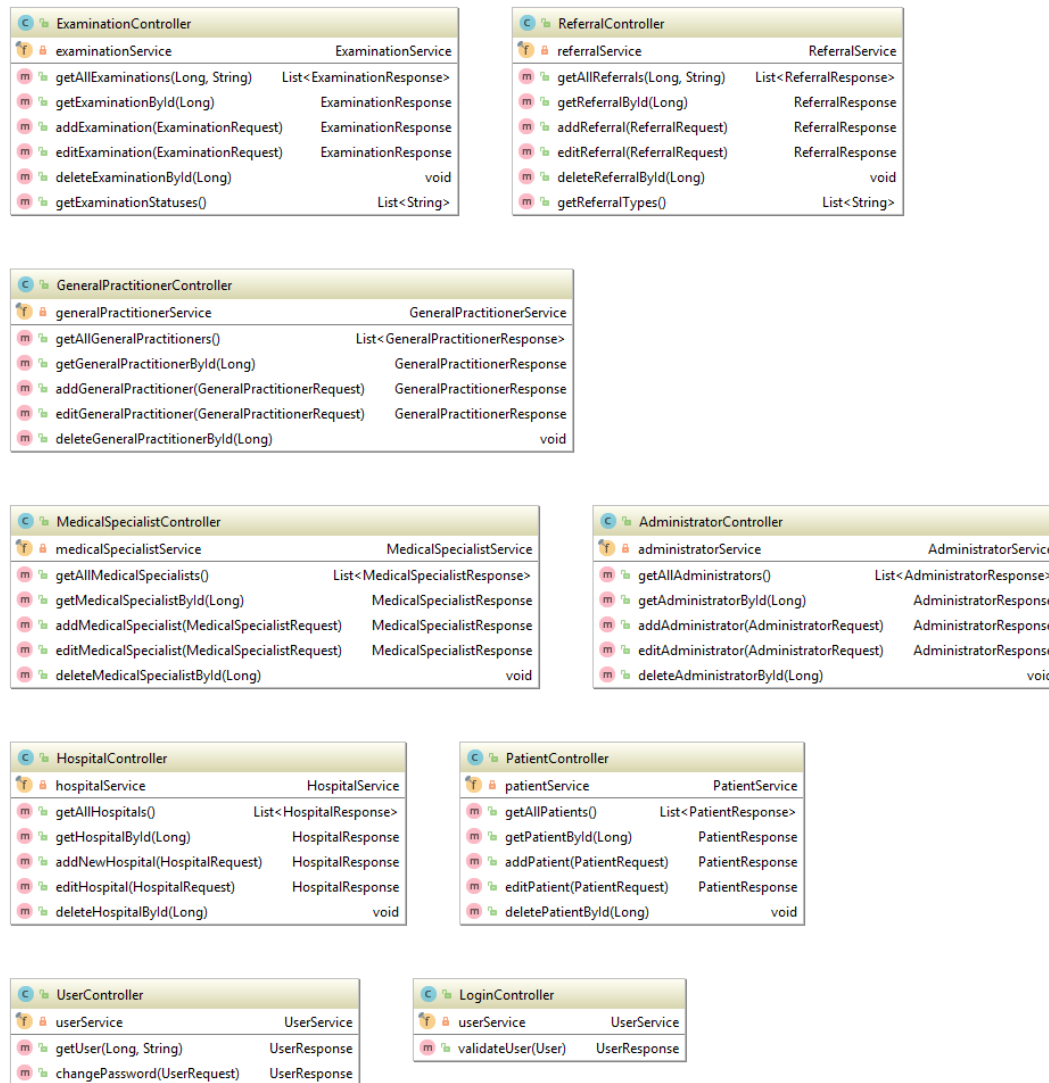 ExaminationController
examinationService ExaminationService
getAllExaminations(Long, String) List<ExaminationResponse>
getExaminationById(Long) ExaminationResponse
addExamination(ExaminationRequest) ExaminationResponse
editExamination(ExaminationRequest) ExaminationResponse
deleteExaminationById(Long) void
getExaminationStatuses() List<String>
ReferralController
referralService ReferralService
getAllReferrals(Long, String) List<ReferralResponse>
getReferralById(Long) ReferralResponse
addReferral(ReferralRequest) ReferralResponse
editReferral(ReferralRequest) ReferralResponse
deleteReferralById(Long) void
getReferralTypes() List<String>
GeneralPractitionerController
generalPractitionerService GeneralPractitionerService
getAllGeneralPractitioners() List<GeneralPractitionerResponse>
getGeneralPractitionerById(Long) GeneralPractitionerResponse
addGeneralPractitioner(GeneralPractitionerRequest) GeneralPractitionerResponse
editGeneralPractitioner(GeneralPractitionerRequest) GeneralPractitionerResponse
deleteGeneralPractitionerById(Long) void
MedicalSpecialistController
medicalSpecialistService MedicalSpecialistService
getAllMedicalSpecialists() List<MedicalSpecialistResponse>
getMedicalSpecialistById(Long) MedicalSpecialistResponse
addMedicalSpecialist(MedicalSpecialistRequest) MedicalSpecialistResponse
editMedicalSpecialist(MedicalSpecialistRequest) MedicalSpecialistResponse
deleteMedicalSpecialistById(Long) void
AdministratorController
administratorService AdministratorService
getAllAdministrators() List<AdministratorResponse>
getAdministratorById(Long) AdministratorResponse
addAdministrator(AdministratorRequest) AdministratorResponse
editAdministrator(AdministratorRequest) AdministratorResponse
deleteAdministratorById(Long) void
HospitalController
hospitalService HospitalService
getAllHospitals() List<HospitalResponse>
getHospitalById(Long) HospitalResponse
addNewHospital(HospitalRequest) HospitalResponse
editHospital(HospitalRequest) HospitalResponse
deleteHospitalById(Long) void
PatientController
patientService PatientService
getAllPatients() List<PatientResponse>
getPatientById(Long) PatientResponse
addPatient(PatientRequest) PatientResponse
editPatient(PatientRequest) PatientResponse
deletePatientById(Long) void
UserController
userService UserService
getUser(Long, String) UserResponse
changePassword(UserRequest) UserResponse
LoginController
userService UserService
validateUser(User) UserResponse